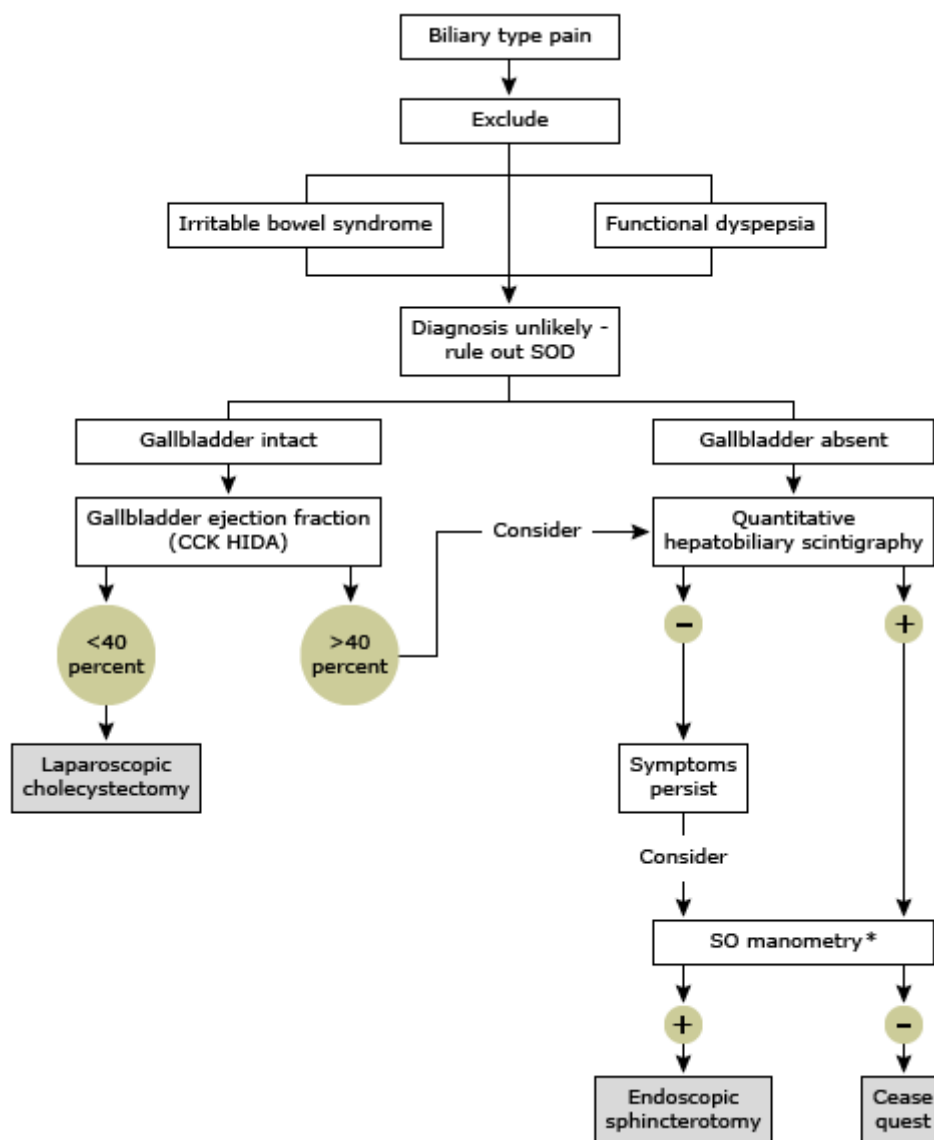 Biliary type pain
Exclude
Irritable bowel syndrome
Functional dyspepsia
Diagnosis unlikely -
rule out SOD
Gallbladder intact
Gallbladder absent
Gallbladder ejection fraction
(CCK HIDA)
Consider
Quantitative
hepatobiliary scintigraphy
<40
percent
>40
percent
−
+
Laparoscopic
cholecystectomy
Symptoms
persist
Consider
SO manometry*
+
−
Endoscopic
sphincterotomy
Cease
quest